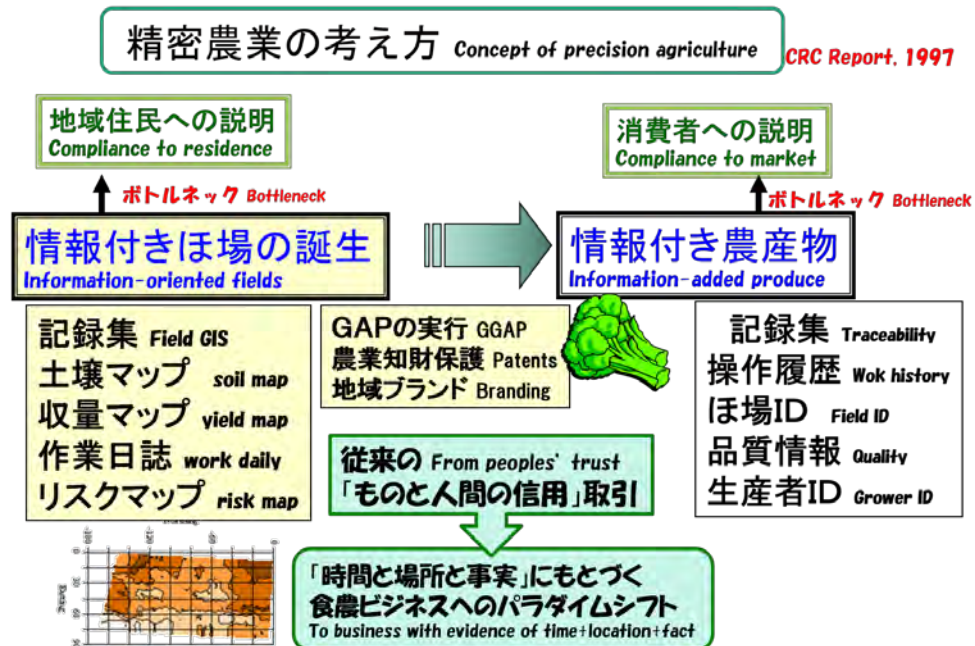 精密農業の考え方 Concept of precision agriculture
CRC Report, 1997
地域住民への説明
Compliance to residence
消費者への説明
Compliance to market
ボトルネック Bottleneck
ボトルネック Bottleneck
情報付きほ場の誕生
Information-oriented fields
情報付き農産物
Information-added produce
記録集 Field GIS
土壌マップ soil map
収量マップ yield map
作業日誌 work daily
リスクマップ risk map
GAPの実行 GGAP
農業知財保護 Patents
地域ブランド Branding
記録集 Traceability
操作履歴 Wok history
ほ場ID Field ID
品質情報 Quality
生産者ID Grower ID
従来の From peoples' trust
「ものと人間の信用」取引
「時間と場所と事実」にもとづく
食農ビジネスへのパラダイムシフト
To business with evidence of time+location+fact
-120
-60
0
0
30
60
90